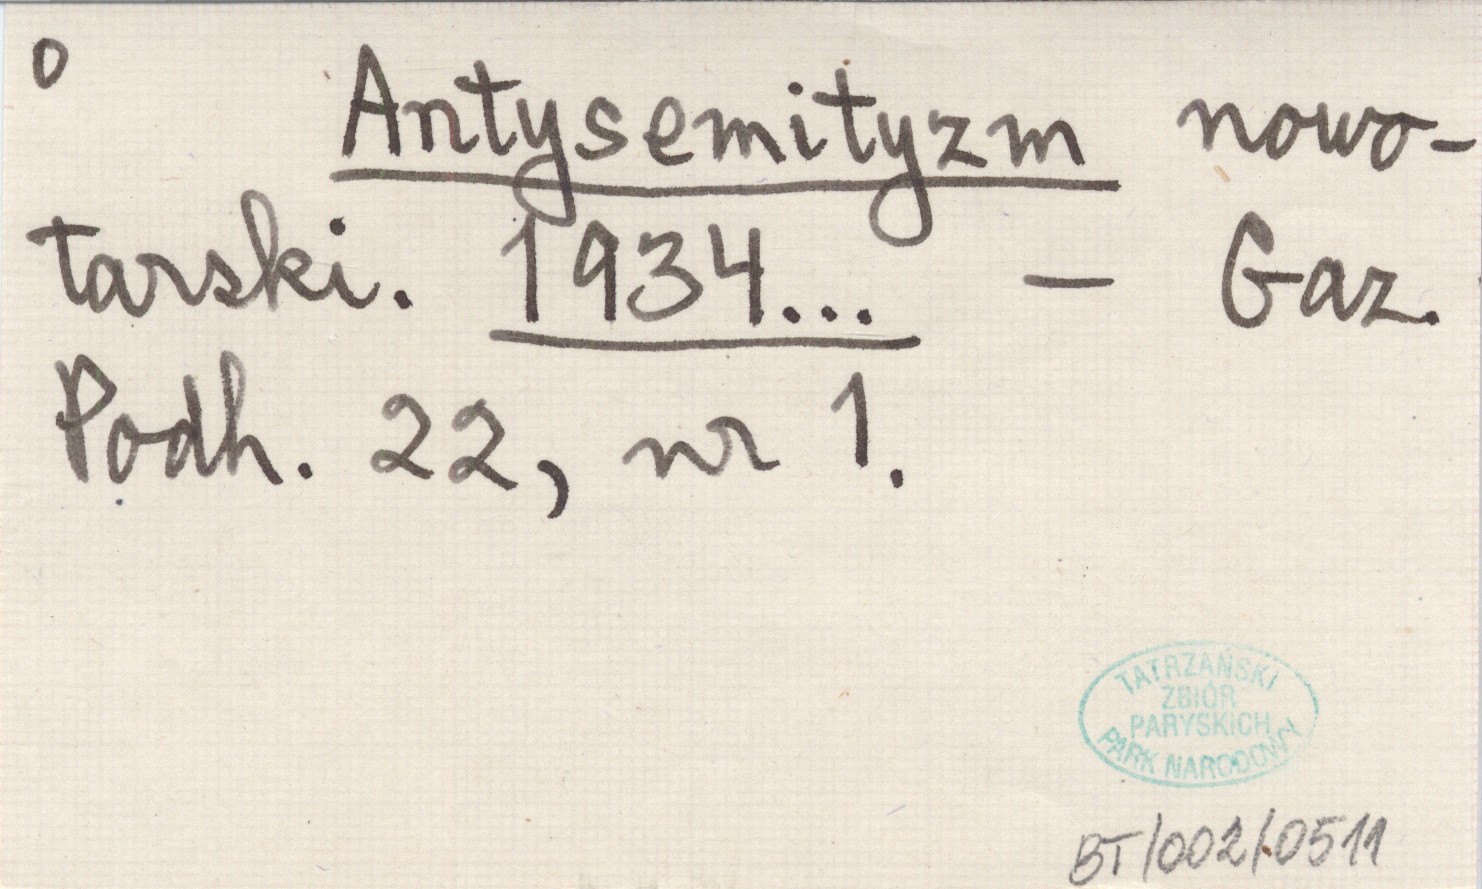 o
Antysemityzm nowo-
tarski. 1934... — Gaz.
Podh. 22, nr 1.
TATRZAŃSKI
ZBIÓR
PARYSKICH
PARK NARODOWY
BT/002/0511